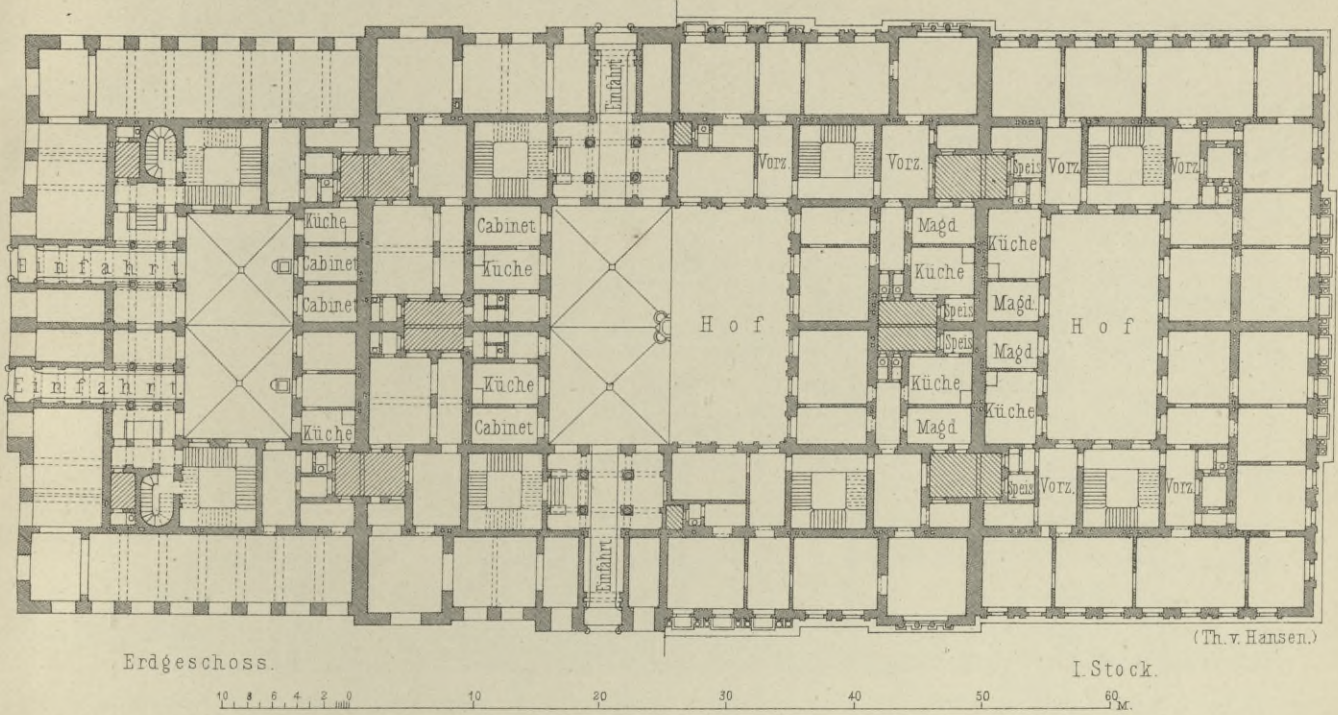 Einfahrt
Vorz.
Vorz.
Speis
Vorz.
Vorz.
Küche
Cabinet
Magd
Küche
Einfahrt
Cabinet
Küche
Küche
Cabinet
Speis
Magd.
Hof
Hof
Speis
Magd
Einfahrt
Küche
Küche
Küche
Küche
Cabinet
Magd
Speis
Vorz.
Vorz.
Einfahrt
(Th. v. Hansen.)
Erdgeschoss.
I. Stock.
10 8 6 4 2 0 10 20 30 40 50 60 M.